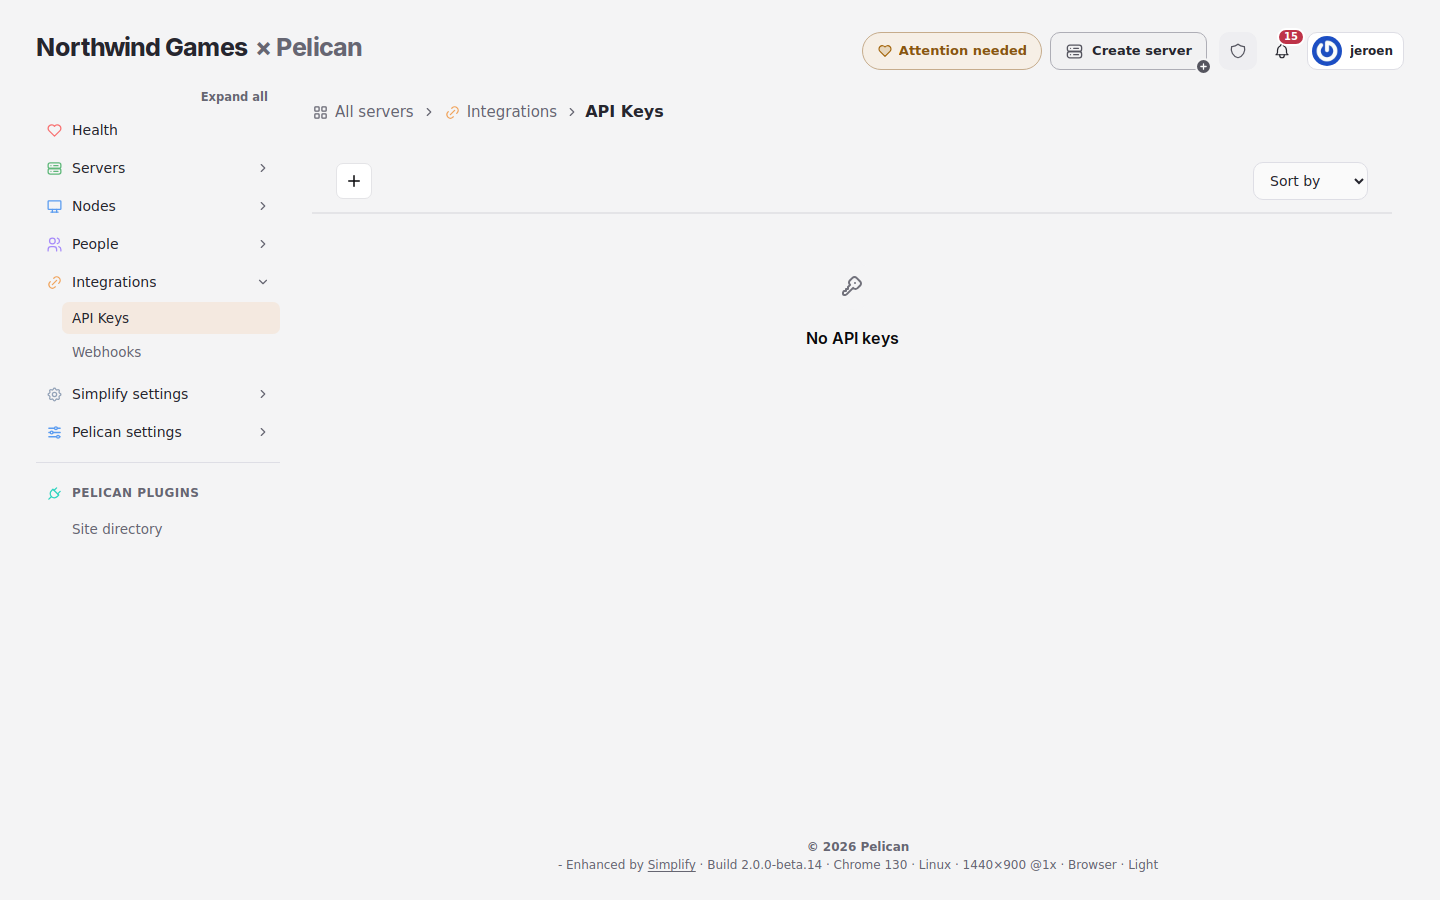 Northwind Games × Pelican
Attention needed
Create server
15
jeroen
Expand all
Health
Servers
Nodes
People
Integrations
API Keys
Webhooks
Simplify settings
Pelican settings
PELICAN PLUGINS
Site directory
All servers > Integrations > API Keys
Sort by
No API keys
© 2026 Pelican
- Enhanced by Simplify · Build 2.0.0-beta.14 · Chrome 130 · Linux · 1440×900 @1x · Browser · Light